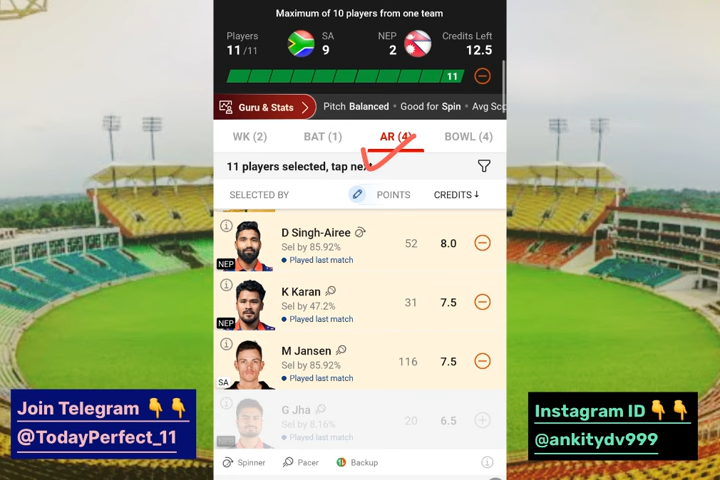 Maximum of 10 players from one team
Players SA NEP Credits Left
11/11 9 2 12.5
11
Guru & Stats Pitch Balanced • Good for Spin • Avg Sco
WK (2) BAT (1) AR (4) BOWL (4)
11 players selected, tap next
SELECTED BY POINTS CREDITS↓
D Singh-Airee
Sel by 85.92% 52 8.0
• Played last match
NEP
K Karan
Sel by 47.2% 31 7.5
• Played last match
NEP
M Jansen
Sel by 85.92% 116 7.5
• Played last match
SA
G Jha
Sel by 8.16% 20 6.5
• Played last match
NEP
Spinner Pacer Backup
Join Telegram 👇👇
@TodayPerfect_11
Instagram ID👇👇
@ankitydv999